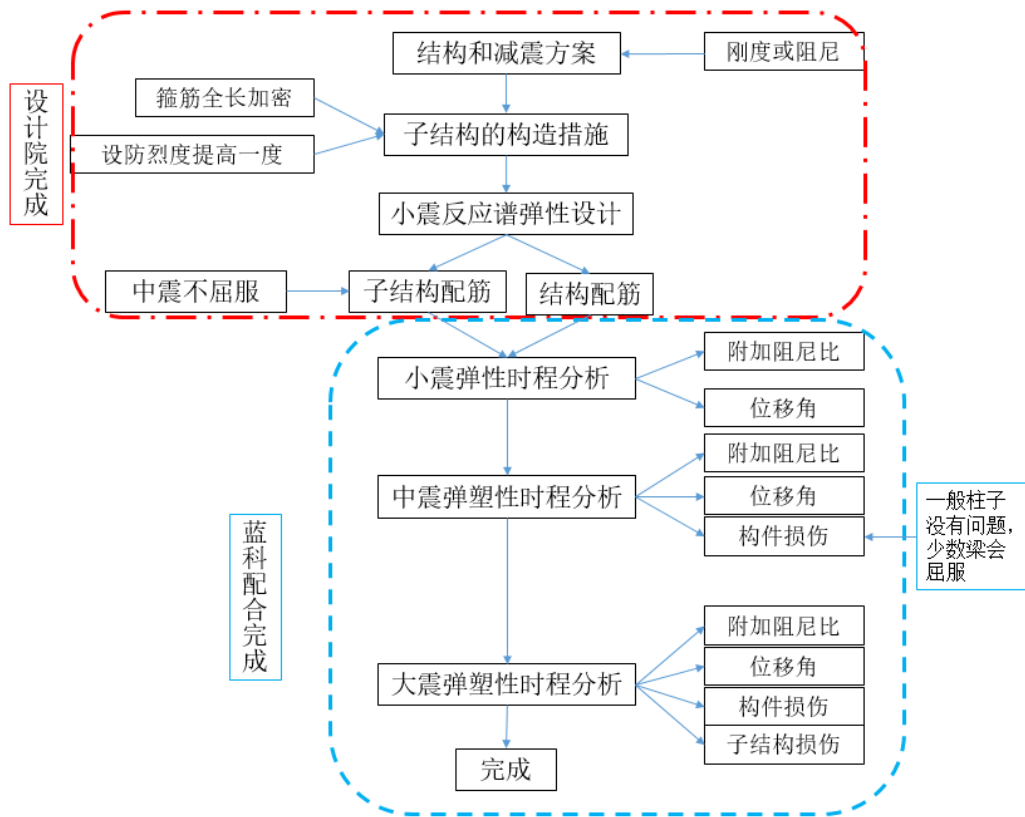 结构和减震方案
刚度或阻尼
箍筋全长加密
子结构的构造措施
设防烈度提高一度
设计院完成
小震反应谱弹性设计
中震不屈服
子结构配筋
结构配筋
小震弹性时程分析
附加阻尼比
位移角
附加阻尼比
中震弹塑性时程分析
位移角
构件损伤
一般柱子
没有问题，
少数梁会
屈服
蓝科配合完成
附加阻尼比
位移角
大震弹塑性时程分析
构件损伤
子结构损伤
完成